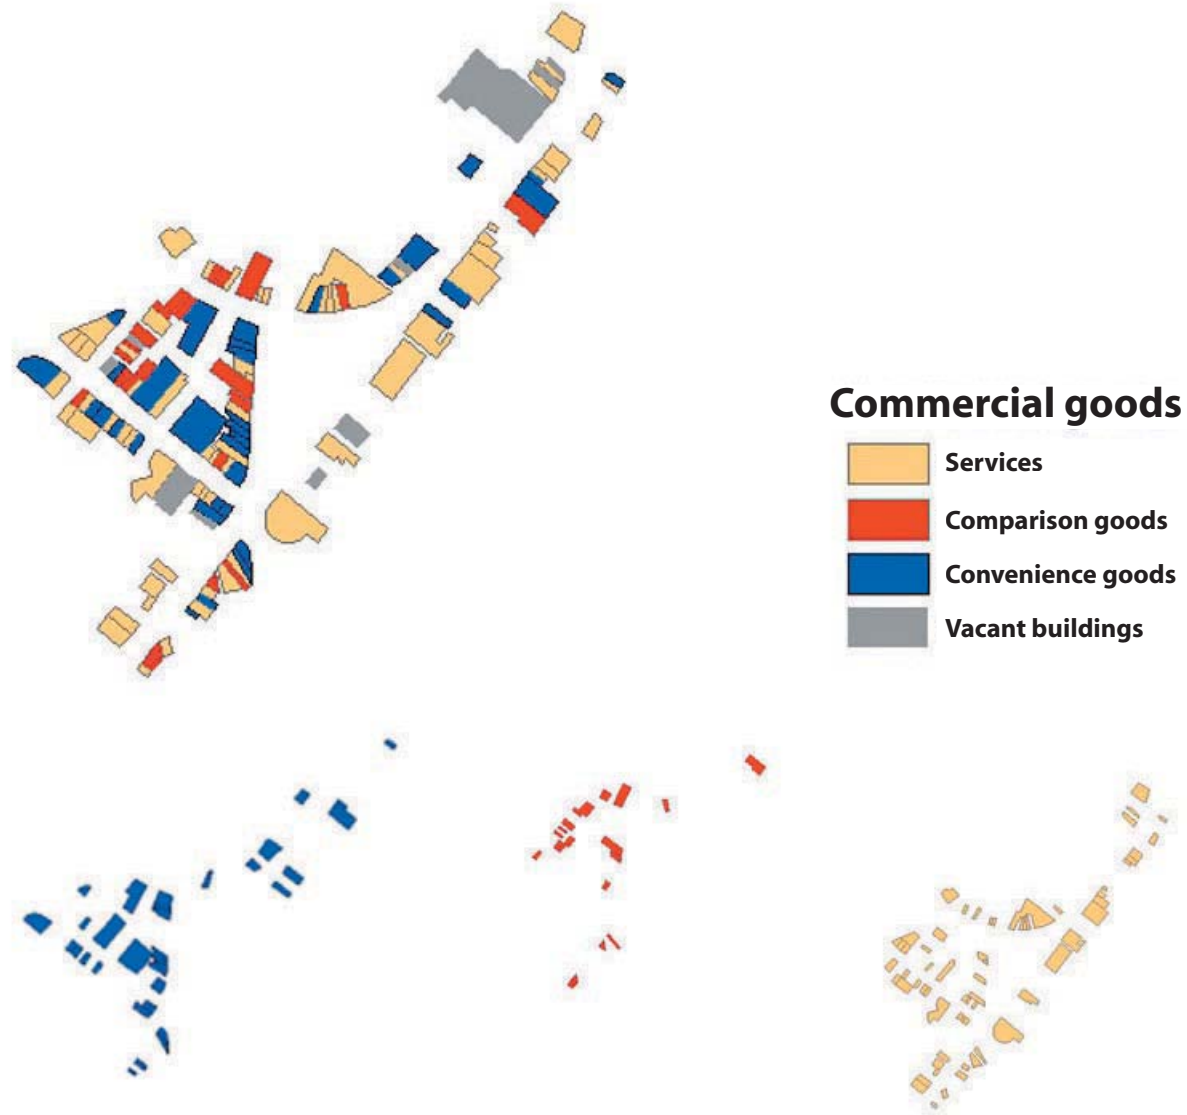 Commercial goods
Services
Comparison goods
Convenience goods
Vacant buildings